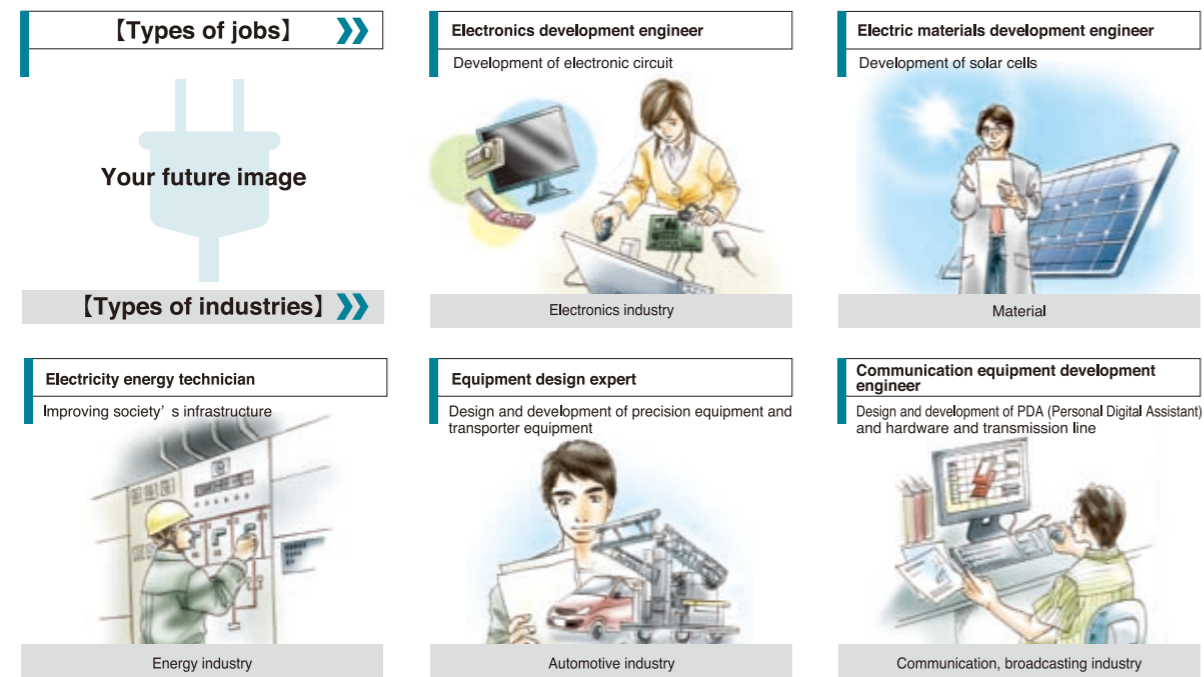 【Types of jobs】
Your future image
【Types of industries】
Electronics development engineer
Development of electronic circuit
Electronics industry
Electric materials development engineer
Development of solar cells
Material
Electricity energy technician
Improving society’ s infrastructure
Energy industry
Equipment design expert
Design and development of precision equipment and
transporter equipment
Automotive industry
Communication equipment development
engineer
Design and development of PDA (Personal Digital Assistant)
and hardware and transmission line
Communication, broadcasting industry